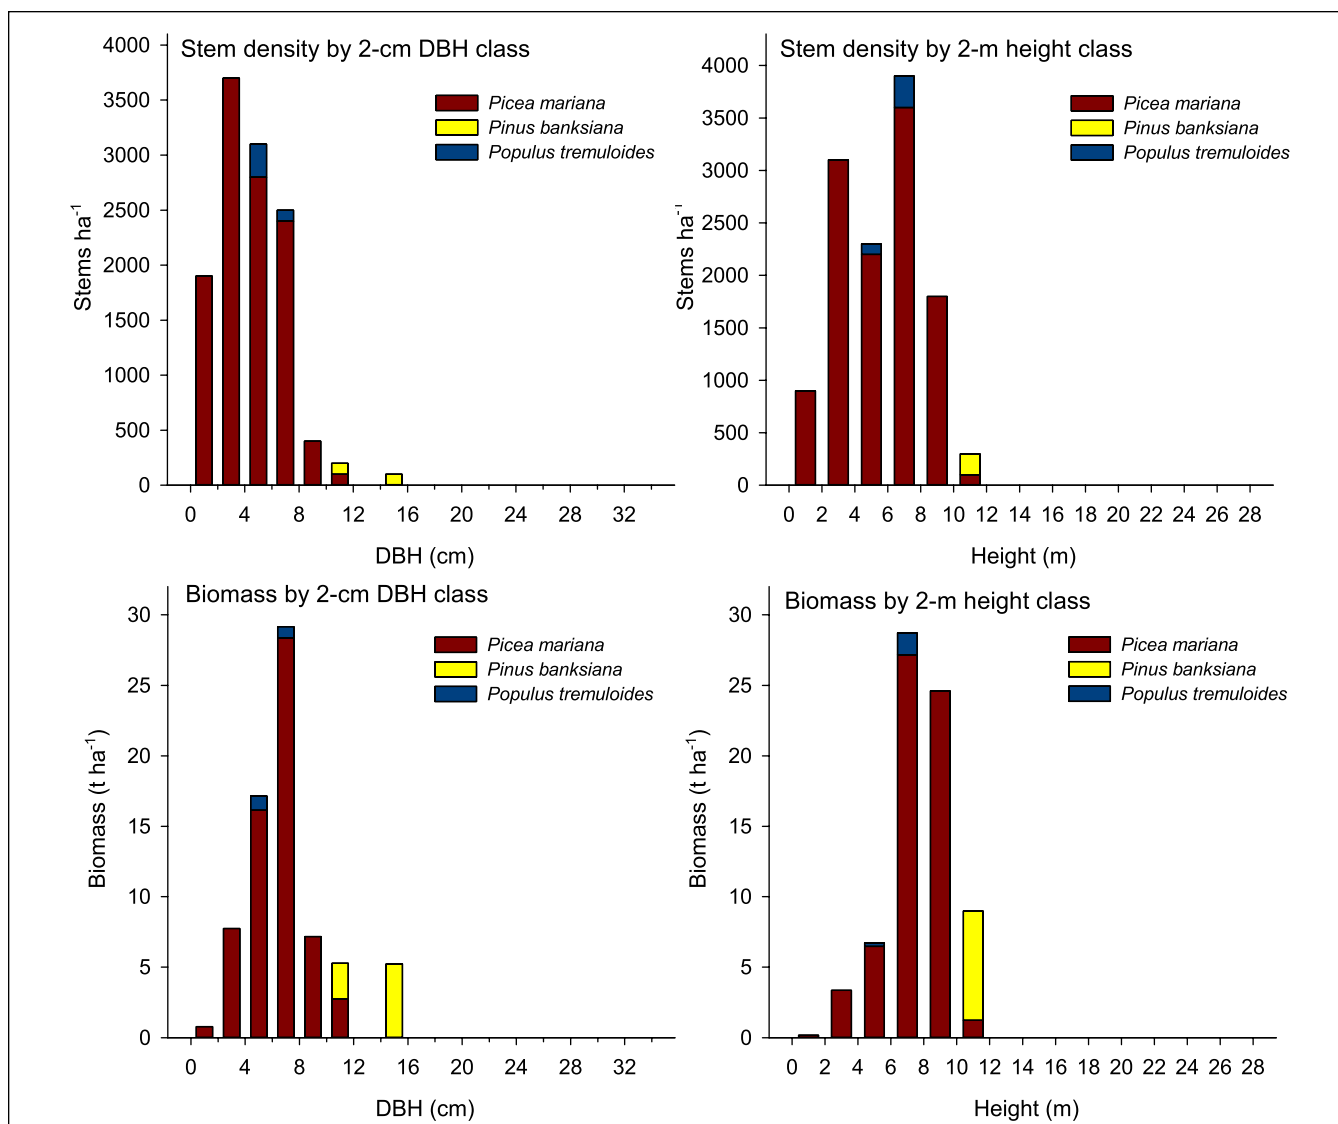 Stem density by 2-cm DBH class
4000
3500
3000
2500
2000
1500
1000
500
0
Stems ha-1
Picea mariana
Pinus banksiana
Populus tremuloides
0 4 8 12 16 20 24 28 32
DBH (cm)
Stem density by 2-m height class
4000
3500
3000
2500
2000
1500
1000
500
0
Stems ha-1
Picea mariana
Pinus banksiana
Populus tremuloides
0 2 4 6 8 10 12 14 16 18 20 22 24 26 28
Height (m)
Biomass by 2-cm DBH class
30
25
20
15
10
5
0
Biomass (t ha-1)
Picea mariana
Pinus banksiana
Populus tremuloides
0 4 8 12 16 20 24 28 32
DBH (cm)
Biomass by 2-m height class
30
25
20
15
10
5
0
Biomass (t ha-1)
Picea mariana
Pinus banksiana
Populus tremuloides
0 2 4 6 8 10 12 14 16 18 20 22 24 26 28
Height (m)